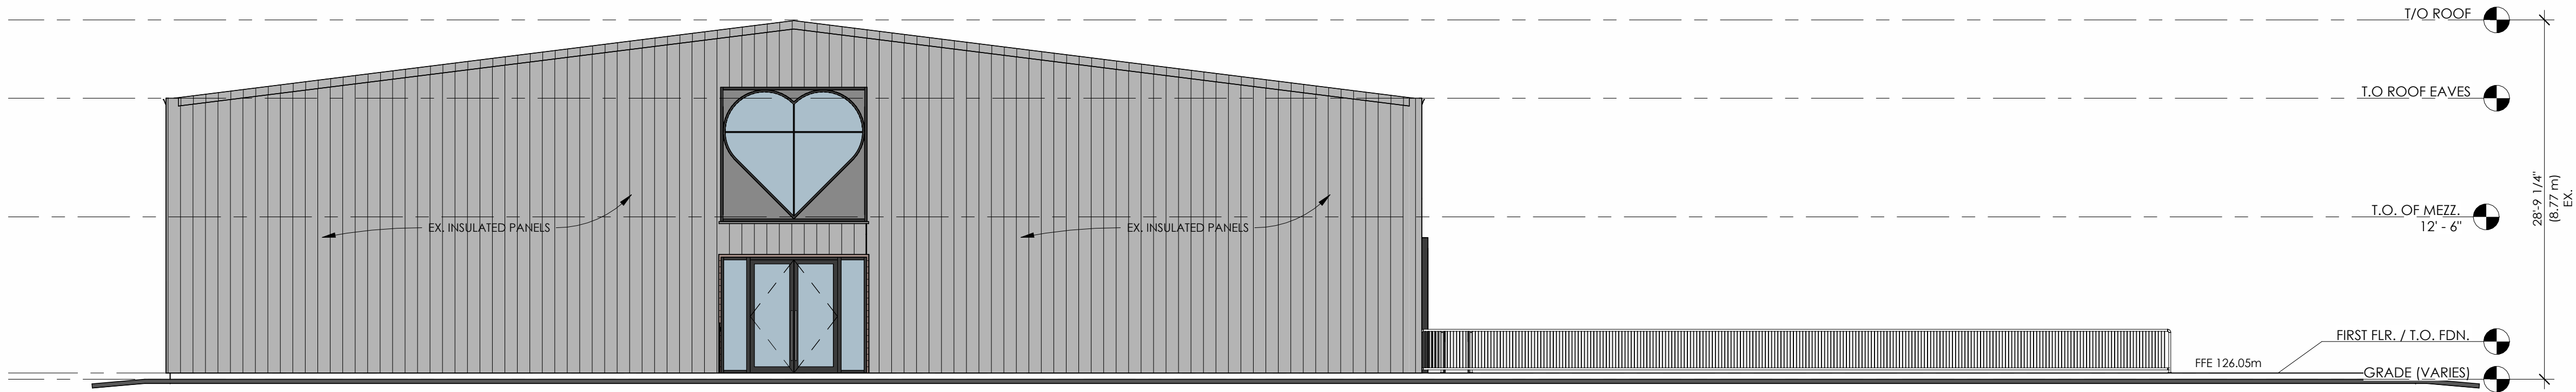 T/O ROOF
T.O ROOF EAVES
T.O. OF MEZZ.
12' - 6"
28'-9 1/4"
(8.77 m)
EX.
EX. INSULATED PANELS
EX. INSULATED PANELS
FIRST FLR. / T.O. FDN.
FFE 126.05m
GRADE (VARIES)